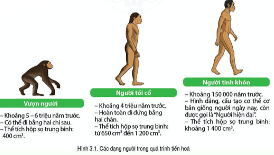 Người tinh khôn
Người tối cổ
Vượn người
– Khoảng 5 – 6 triệu năm trước.
– Có thể đi bằng hai chi sau.
– Thể tích hộp sọ trung bình:
400 cm³.
– Khoảng 4 triệu năm trước.
– Hoàn toàn đi đứng bằng
hai chân.
– Thể tích hộp sọ trung bình:
từ 650 cm³ đến 1 200 cm³.
– Khoảng 150 000 năm trước.
– Hình dáng, cấu tạo cơ thể cơ
bản giống người ngày nay, còn
được gọi là "Người hiện đại".
– Thể tích hộp sọ trung bình:
khoảng 1 400 cm³.
Hình 3.1. Các dạng người trong quá trình tiến hoá